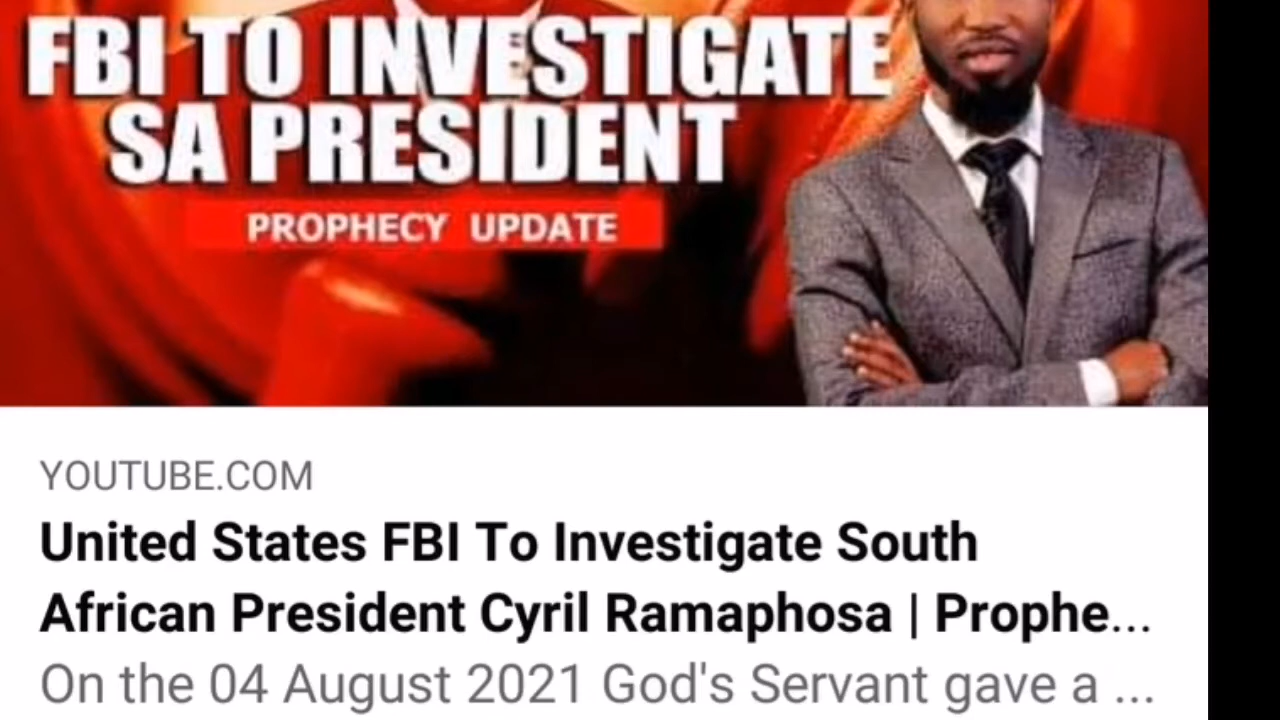 FBI TO INVESTIGATE
SA PRESIDENT
PROPHECY UPDATE
YOUTUBE.COM
United States FBI To Investigate South
African President Cyril Ramaphosa | Prophe...
On the 04 August 2021 God's Servant gave a ...